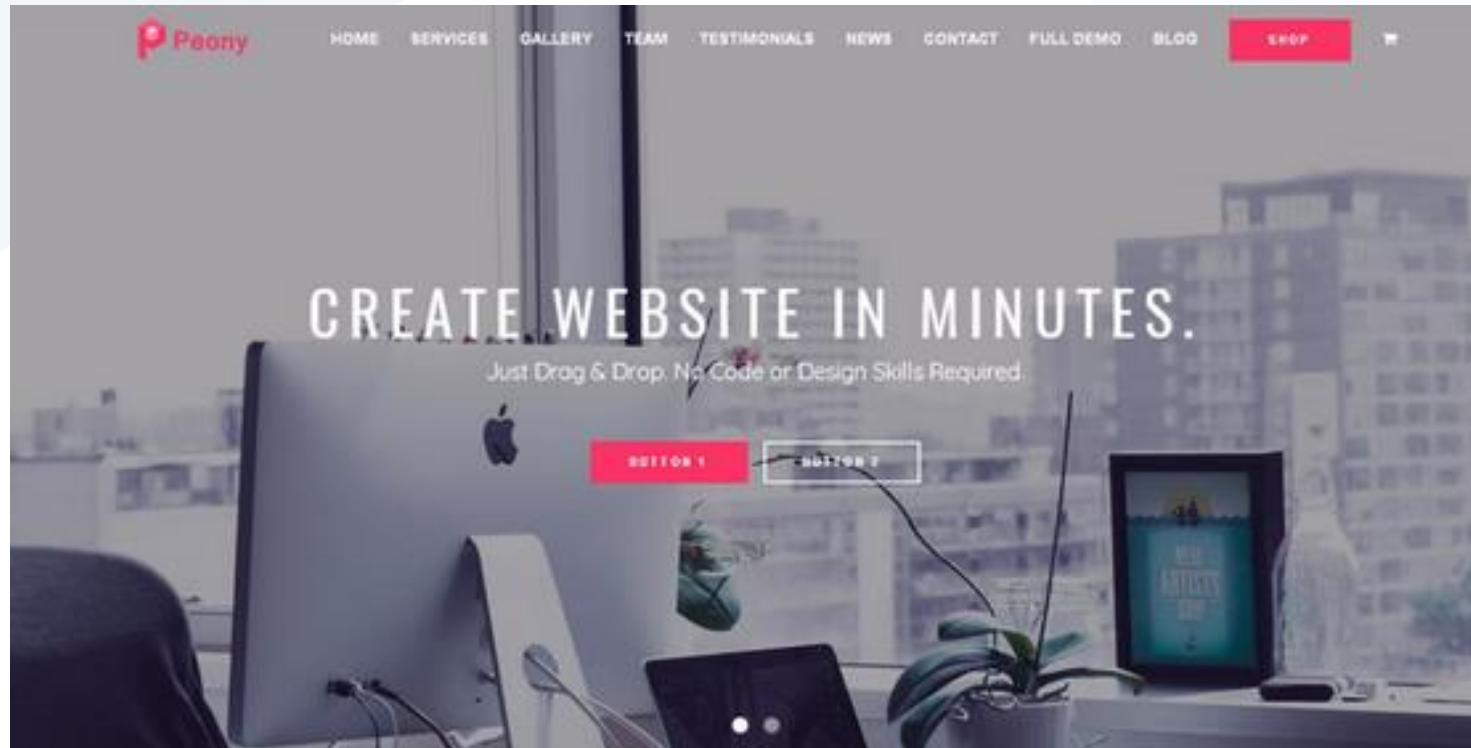 Peony
HOME SERVICES GALLERY TEAM TESTIMONIALS NEWS CONTACT FULL DEMO BLOG SHOP
CREATE WEBSITE IN MINUTES.
Just Drag & Drop. No Code or Design Skills Required.
BUTTON 1 BUTTON 2
ARTISTS